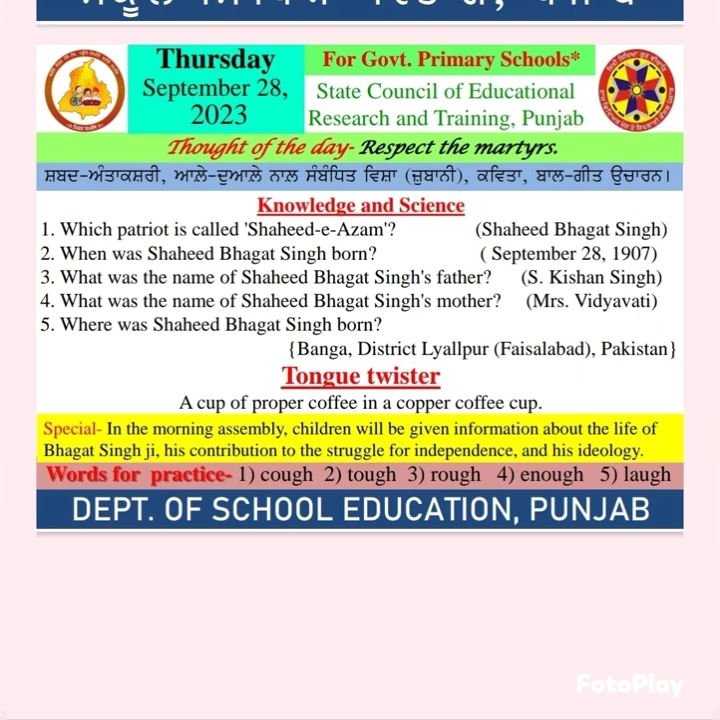 Thursday
September 28,
2023
For Govt. Primary Schools*
State Council of Educational
Research and Training, Punjab
Thought of the day- Respect the martyrs.
ਸ਼ਬਦ-ਅੰਤਾਕਸ਼ਰੀ, ਆਲ਼ੇ-ਦੁਆਲ਼ੇ ਨਾਲ਼ ਸੰਬੰਧਿਤ ਵਿਸ਼ਾ (ਜ਼ੁਬਾਨੀ), ਕਵਿਤਾ, ਬਾਲ-ਗੀਤ ਉਚਾਰਨ।
Knowledge and Science
1. Which patriot is called 'Shaheed-e-Azam'? (Shaheed Bhagat Singh)
2. When was Shaheed Bhagat Singh born? ( September 28, 1907)
3. What was the name of Shaheed Bhagat Singh's father? (S. Kishan Singh)
4. What was the name of Shaheed Bhagat Singh's mother? (Mrs. Vidyavati)
5. Where was Shaheed Bhagat Singh born?
{Banga, District Lyallpur (Faisalabad), Pakistan}
Tongue twister
A cup of proper coffee in a copper coffee cup.
Special- In the morning assembly, children will be given information about the life of
Bhagat Singh ji, his contribution to the struggle for independence, and his ideology.
Words for practice- 1) cough 2) tough 3) rough 4) enough 5) laugh
DEPT. OF SCHOOL EDUCATION, PUNJAB
FotoPlay